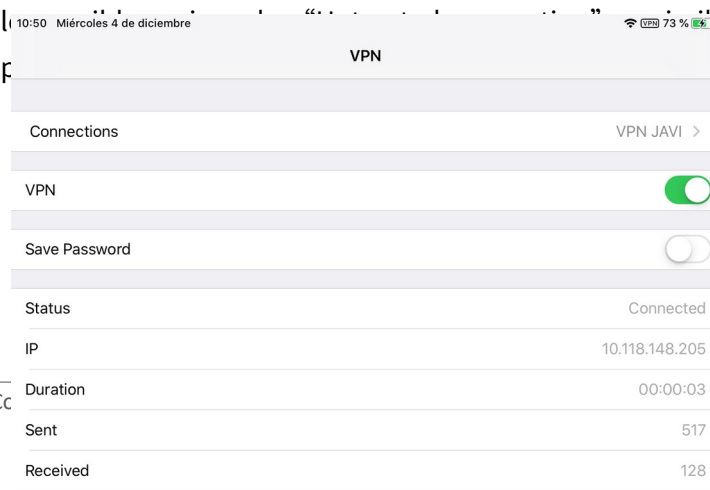 10:50 Miércoles 4 de diciembre VPN 73 %
VPN
Connections VPN JAVI
VPN
Save Password
Status Connected
IP 10.118.148.205
Duration 00:00:03
Sent 517
Received 128